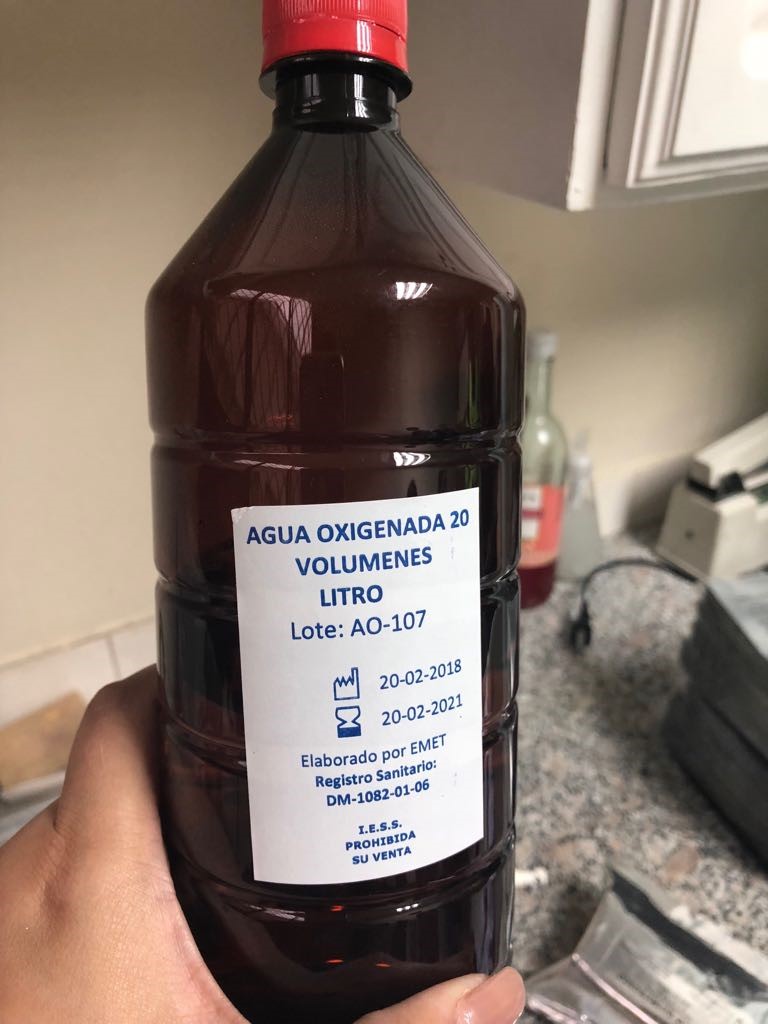 AGUA OXIGENADA 20
VOLUMENES
LITRO
Lote: AO-107
20-02-2018
20-02-2021
Elaborado por EMET
Registro Sanitario:
DM-1082-01-06
I.E.S.S.
PROHIBIDA
SU VENTA